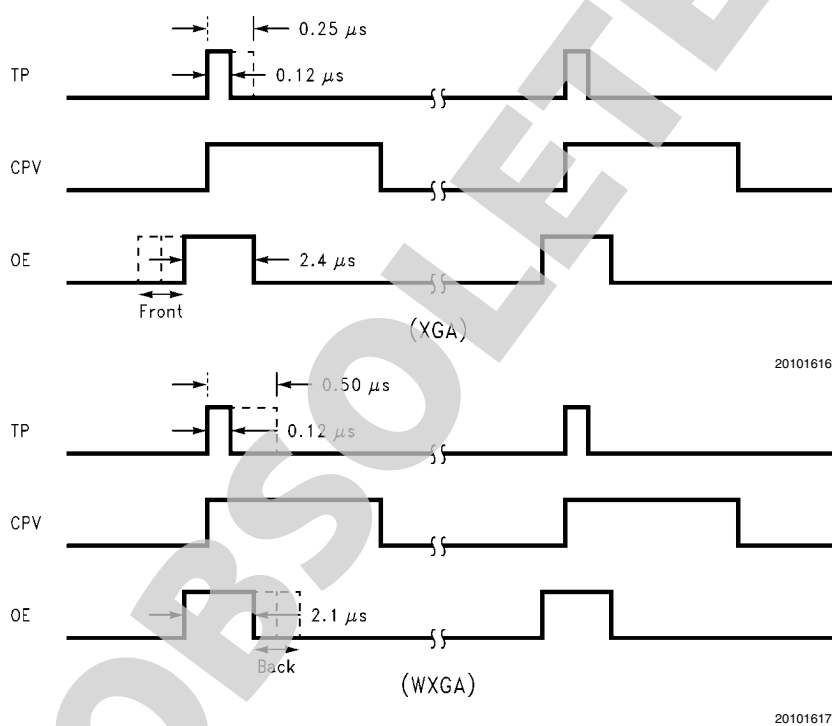 0.25 μs
TP
0.12 μs
CPV
OE
2.4 μs
Front
(XGA)
20101616
0.50 μs
TP
0.12 μs
CPV
OE
2.1 μs
Back
(WXGA)
20101617
OBSOLETE